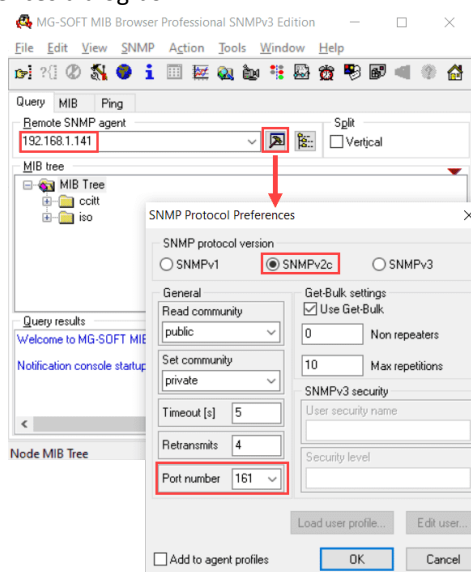 MG-SOFT MIB Browser Professional SNMPv3 Edition
File Edit View SNMP Action Tools Window Help
Query MIB Ping
Remote SNMP agent
Split
192.168.1.141
Vertical
MIB tree
MIB Tree
ccitt
iso
SNMP Protocol Preferences
SNMP protocol version
SNMPv1 SNMPv2c SNMPv3
General
Get-Bulk settings
Read community
Use Get-Bulk
public
0 Non repeaters
Set community
10 Max repetitions
private
SNMPv3 security
Timeout [s] 5
User security name
Retransmits 4
Security level
Port number 161
Load user profile... Edit user...
Add to agent profiles
OK Cancel
Query results
Welcome to MG-SOFT MIE
Notification console startup
Node MIB Tree